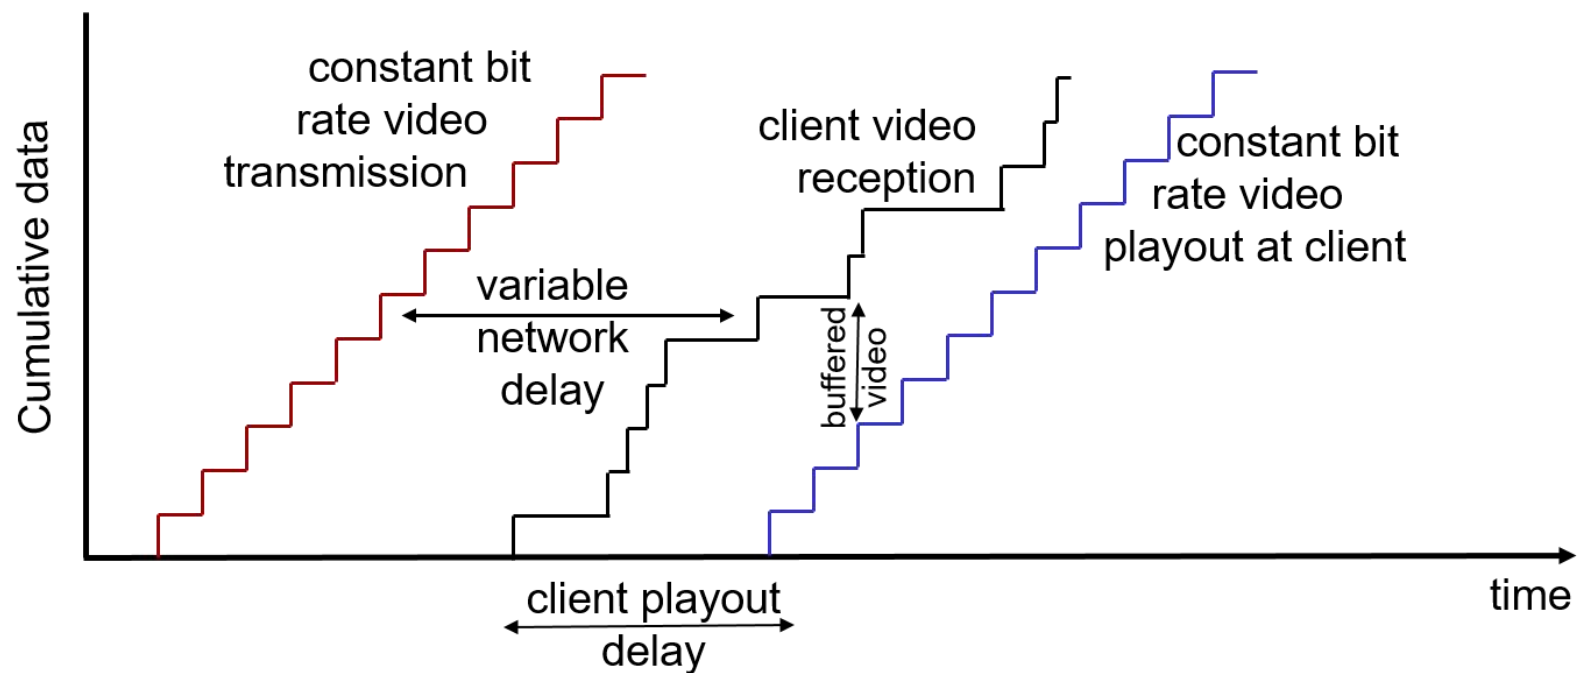 Cumulative data
constant bit
rate video
transmission
variable
network
delay
client video
reception
buffered
video
constant bit
rate video
playout at client
client playout
delay
time